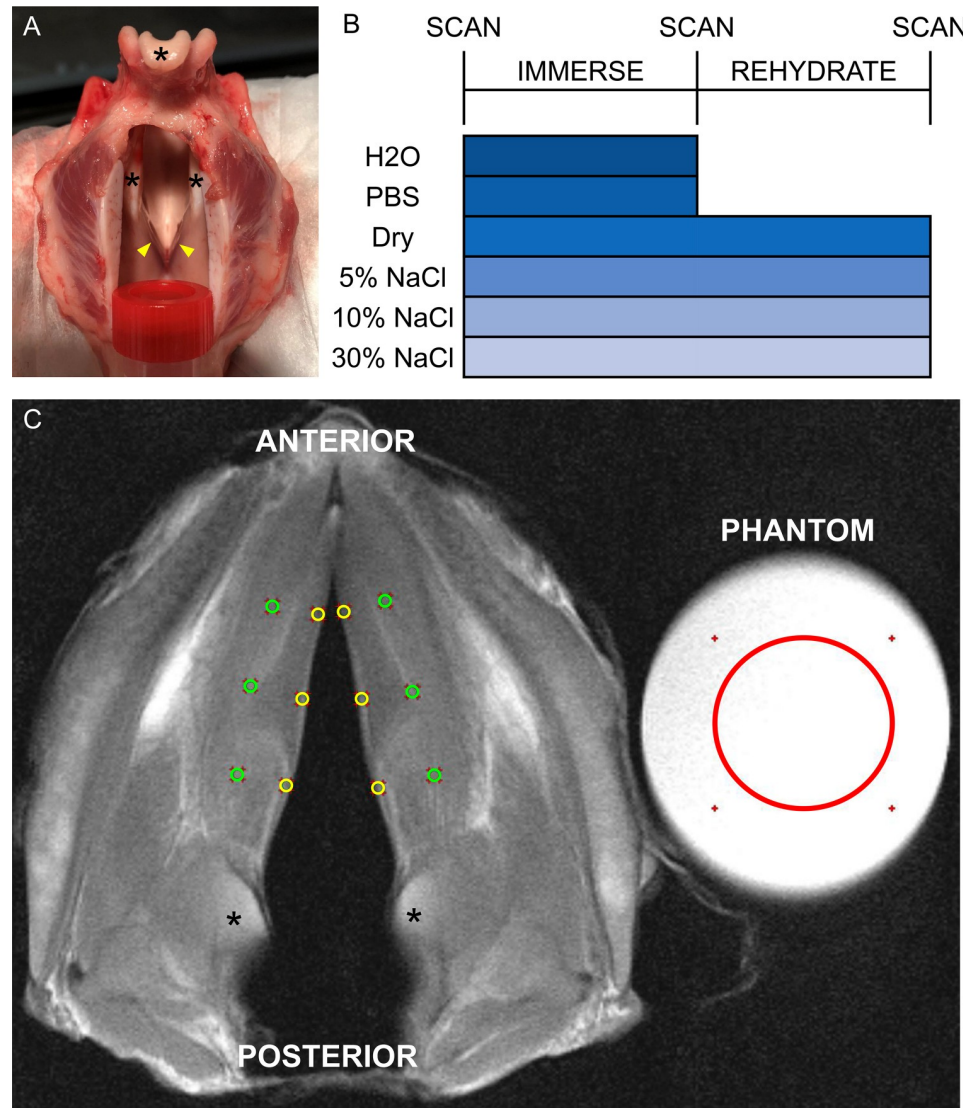 A
*
* *
B
SCAN SCAN SCAN
IMMERSE REHYDRATE
H2O
PBS
Dry
5% NaCl
10% NaCl
30% NaCl
C
ANTERIOR
PHANTOM
* *
POSTERIOR